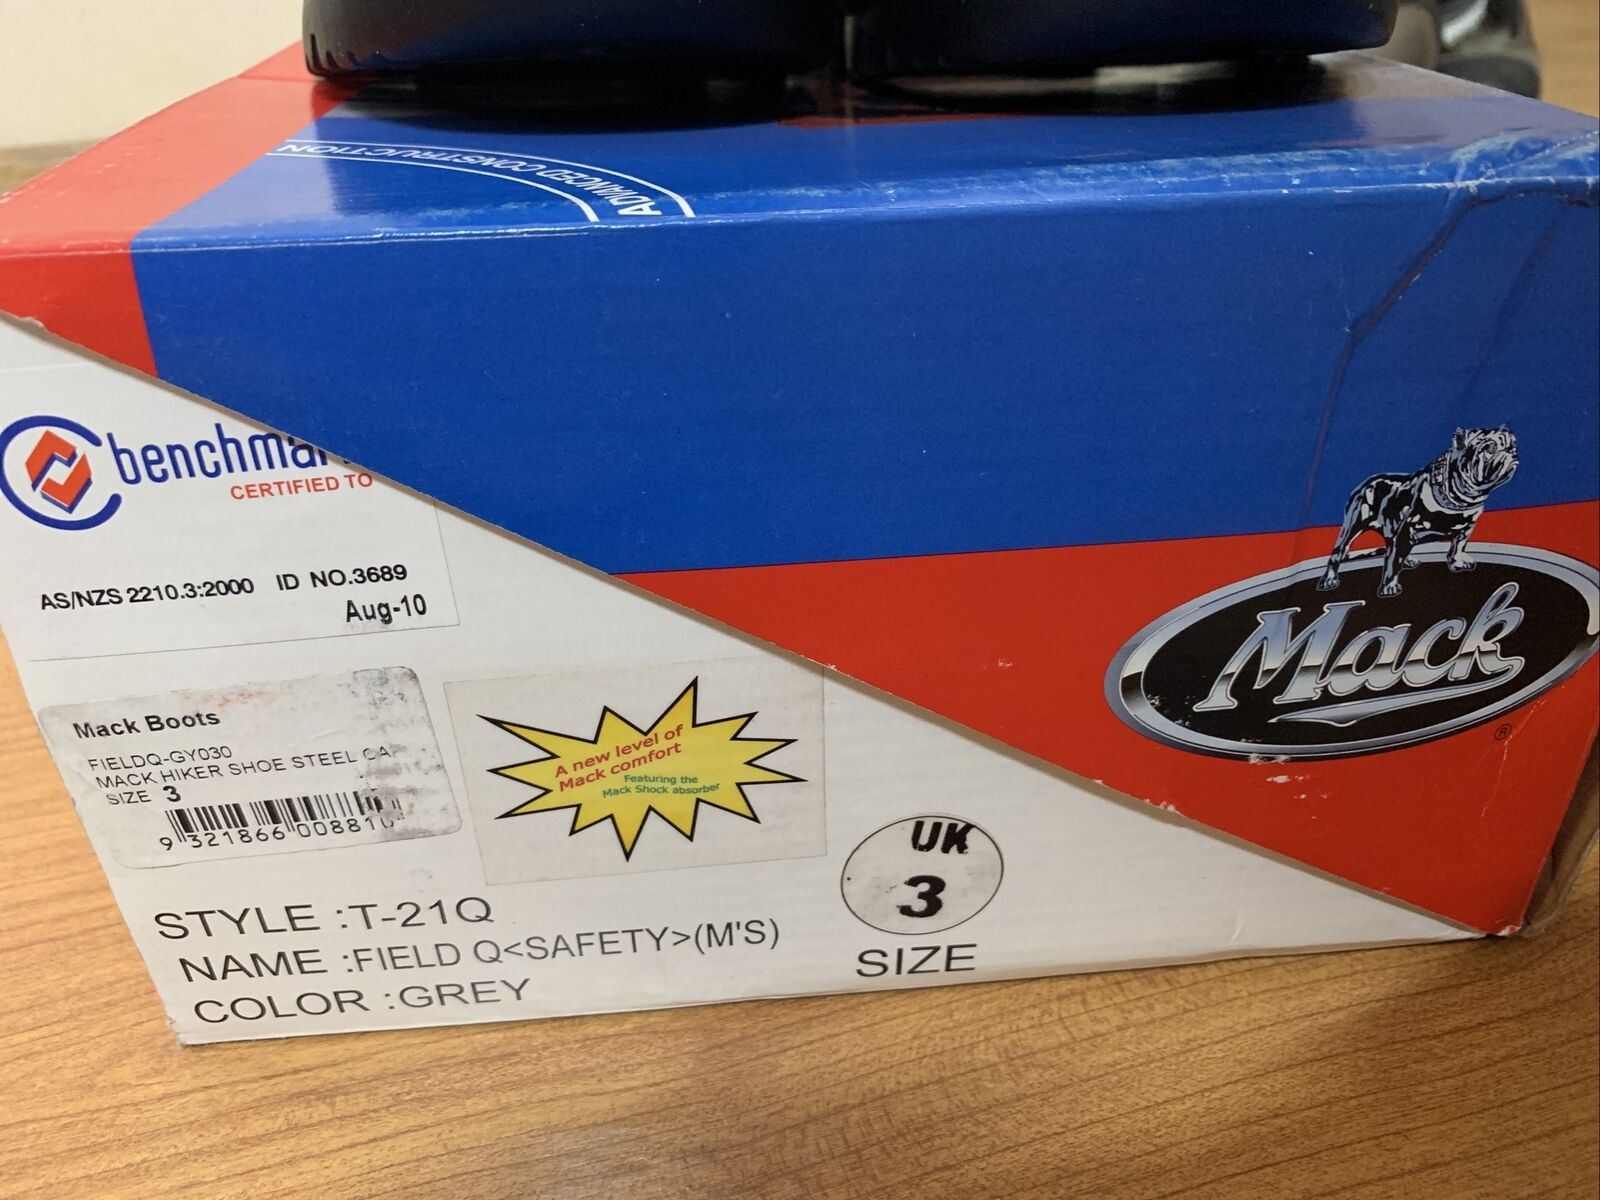 ADVANCED CONSTRUCTION
CERTIFIED TO
AS/NZS 2210.3:2000 ID NO.3689
Aug-10
Mack Boots
FIELDQ-GY030
MACK HIKER SHOE STEEL
SIZE 3
A new level of
Mack comfort
Featuring the
Mack Shock absorber
STYLE :T-21Q
NAME :FIELD Q<SAFETY>(M'S)
COLOR :GREY
UK
3
SIZE
Mack
®